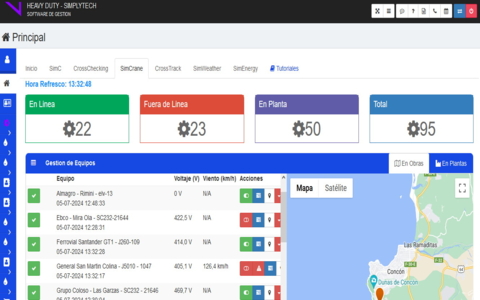 HEAVY DUTY - SIMPLYTECH
SOFTWARE DE GESTION
Principal
Inicio SimC CrossChecking SimCrane CrossTrack SimWeather SimEnergy Tutoriales
Hora Refresco: 13:32:48
En Línea Fuera de Línea En Planta Total
22 23 50 95
Gestion de Equipos En Obras En Plantas
Equipo Voltaje (V) Viento (km/h) Acciones
Almagro - Rimini - elv-13 0 V N/A
05-07-2024 12:48:33
Ebco - Mira Ola - SC232-21644 422,5 V N/A
05-07-2024 12:28:31
Ferrovial Santander GT1 - J260-109 414,0 V N/A
05-07-2024 13:32:27
General San Martin Colina - J5010 - 1047 405,1 V 126.4 km/h
05-07-2024 13:32:17
Grupo Coloso - Las Garzas - SC232 - 21646 469,7 V N/A
Mapa Satélite
Las Ramaditas
Concón
Dunas de Concón